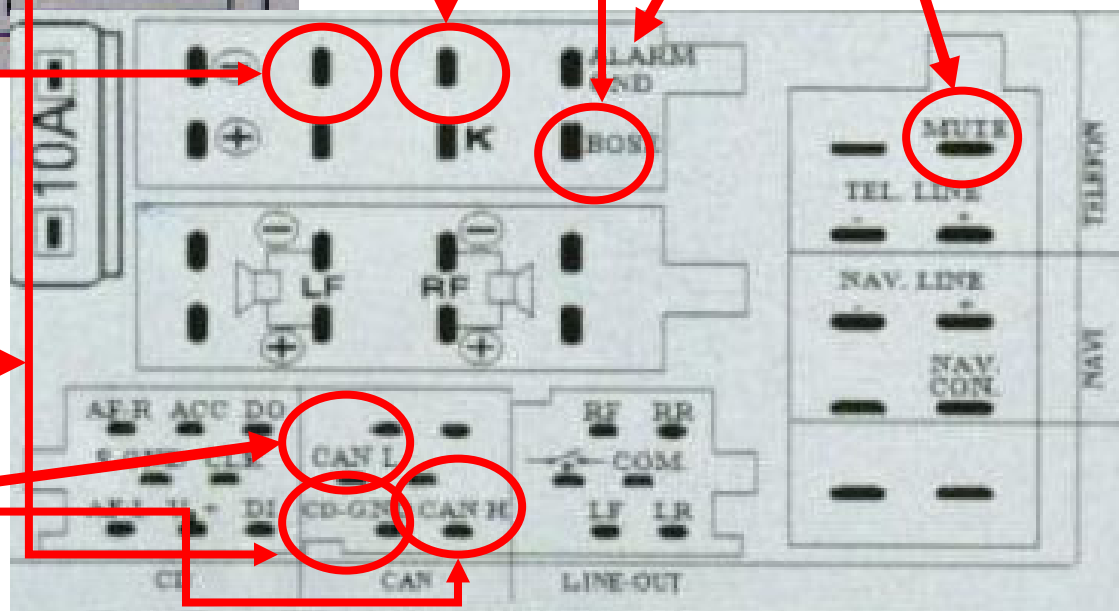 10A
−
ALARM
GND
+
K
BOSE
MUTE
TEL. LINE
- +
TELEFON
− −
LF RF
+ +
NAV. LINE
- +
NAV.
CON.
NAVI
AF-R ACC DO
S-GND CLK
CAN L
RF RR
COM.
AF-L U+ DI
CD-GND CAN H
LF LR
CD CAN LINE-OUT